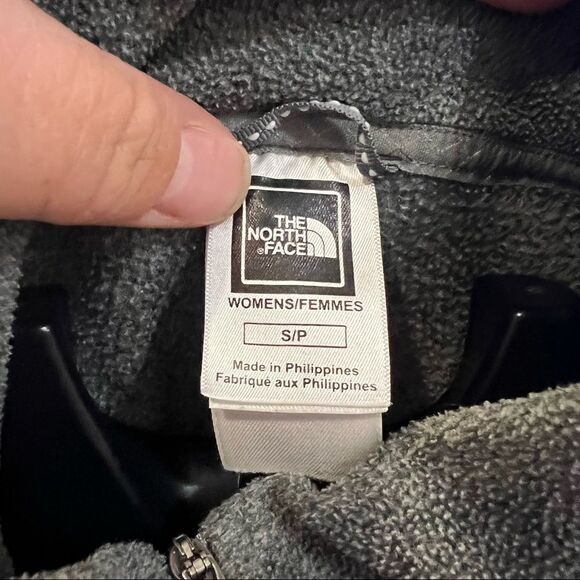 THE
NORTH
®FACE
WOMENS/FEMMES
S/P
Made in Philippines
Fabriqué aux Philippines